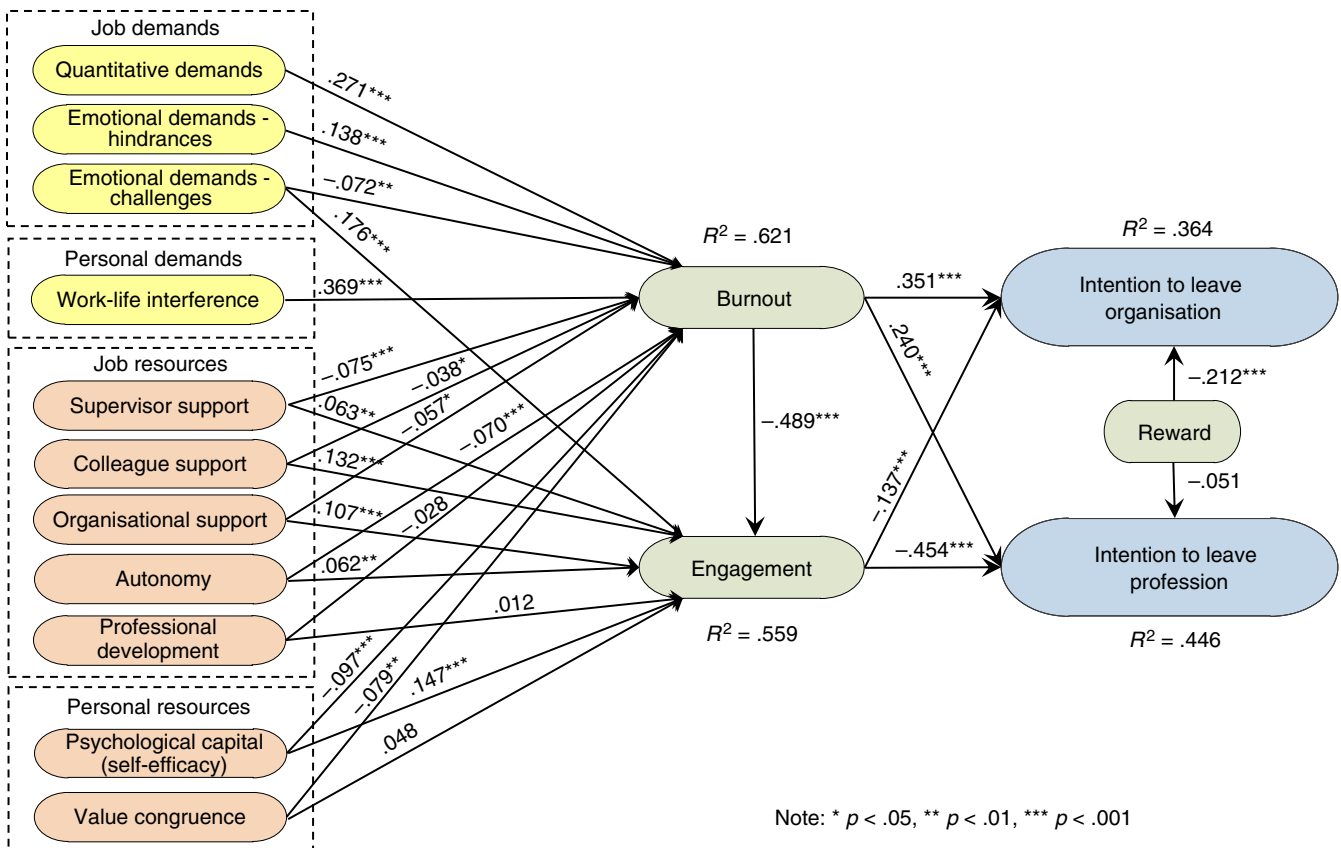 Job demands
Quantitative demands
Emotional demands -
hindrances
Emotional demands -
challenges
Personal demands
Work-life interference
Job resources
Supervisor support
Colleague support
Organisational support
Autonomy
Professional
development
Personal resources
Psychological capital
(self-efficacy)
Value congruence
.271***
.138***
–.072**
.176***
.369***
–.075***
–.038*
.063**
–.057*
–.070***
.132***
.107***
–.028
.062**
.012
–.097***
–.079**
.147***
.048
R² = .621
Burnout
–.489***
Engagement
R² = .559
.351***
.240***
–.137***
–.454***
R² = .364
Intention to leave
organisation
–.212***
Reward
–.051
Intention to leave
profession
R² = .446
Note: * p < .05, ** p < .01, *** p < .001